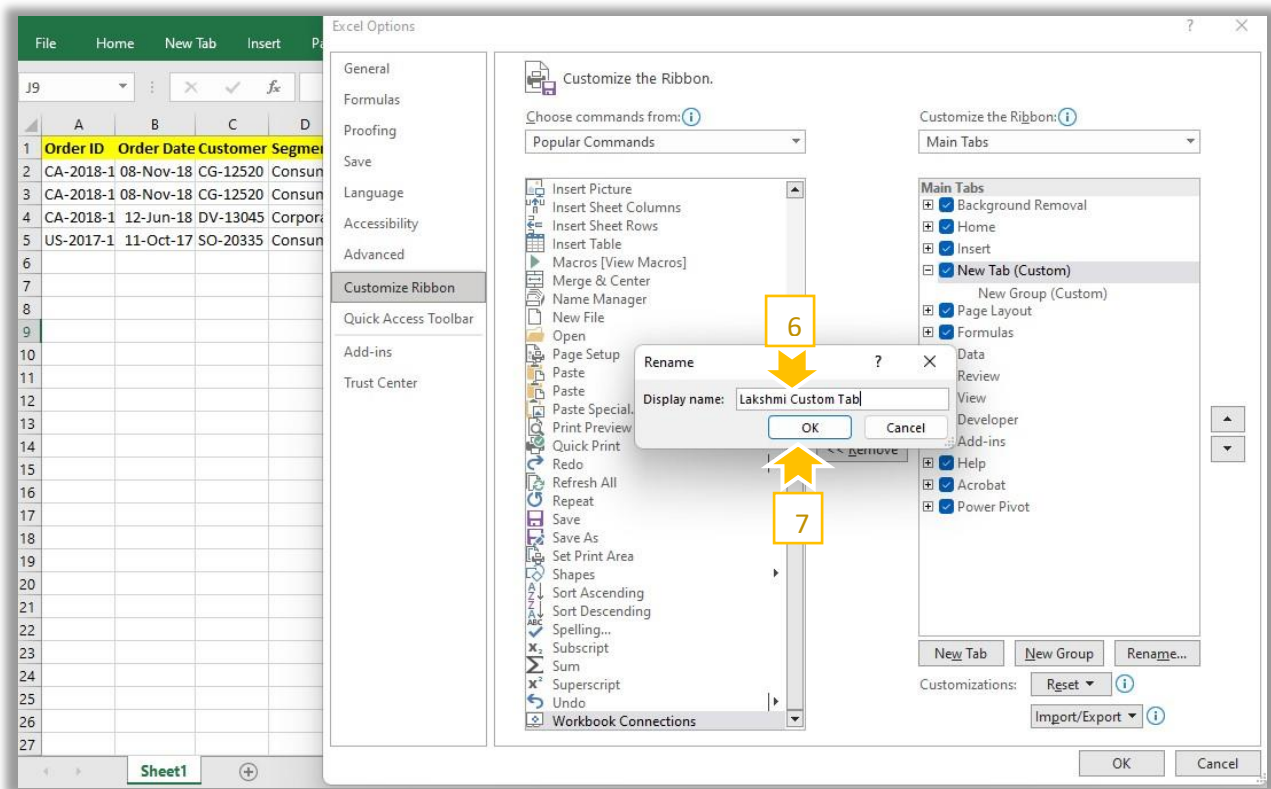 Excel Options
?
File Home New Tab Insert Pa
J9
fx
A B C D
1 Order ID Order Date Customer Segmen
2 CA-2018-1 08-Nov-18 CG-12520 Consum
3 CA-2018-1 08-Nov-18 CG-12520 Consum
4 CA-2018-1 12-Jun-18 DV-13045 Corpora
5 US-2017-1 11-Oct-17 SO-20335 Consum
6
7
8
9
10
11
12
13
14
15
16
17
18
19
20
21
22
23
24
25
26
27
Sheet1
General
Formulas
Proofing
Save
Language
Accessibility
Advanced
Customize Ribbon
Quick Access Toolbar
Add-ins
Trust Center
Customize the Ribbon.
Choose commands from:
Popular Commands
Insert Picture
Insert Sheet Columns
Insert Sheet Rows
Insert Table
Macros [View Macros]
Merge & Center
Name Manager
New File
Open
Page Setup
Paste
Paste
Paste Special.
Print Preview
Quick Print
Redo
Refresh All
Repeat
Save
Save As
Set Print Area
Shapes
Sort Ascending
Sort Descending
Spelling...
Subscript
Sum
Superscript
Undo
Workbook Connections
6
Rename ?
Display name: Lakshmi Custom Tab
OK Cancel
<< Remove
7
Customize the Ribbon:
Main Tabs
Main Tabs
Background Removal
Home
Insert
New Tab (Custom)
New Group (Custom)
Page Layout
Formulas
Data
Review
View
Developer
Add-ins
Help
Acrobat
Power Pivot
New Tab New Group Rename...
Customizations: Reset
Import/Export
OK Cancel